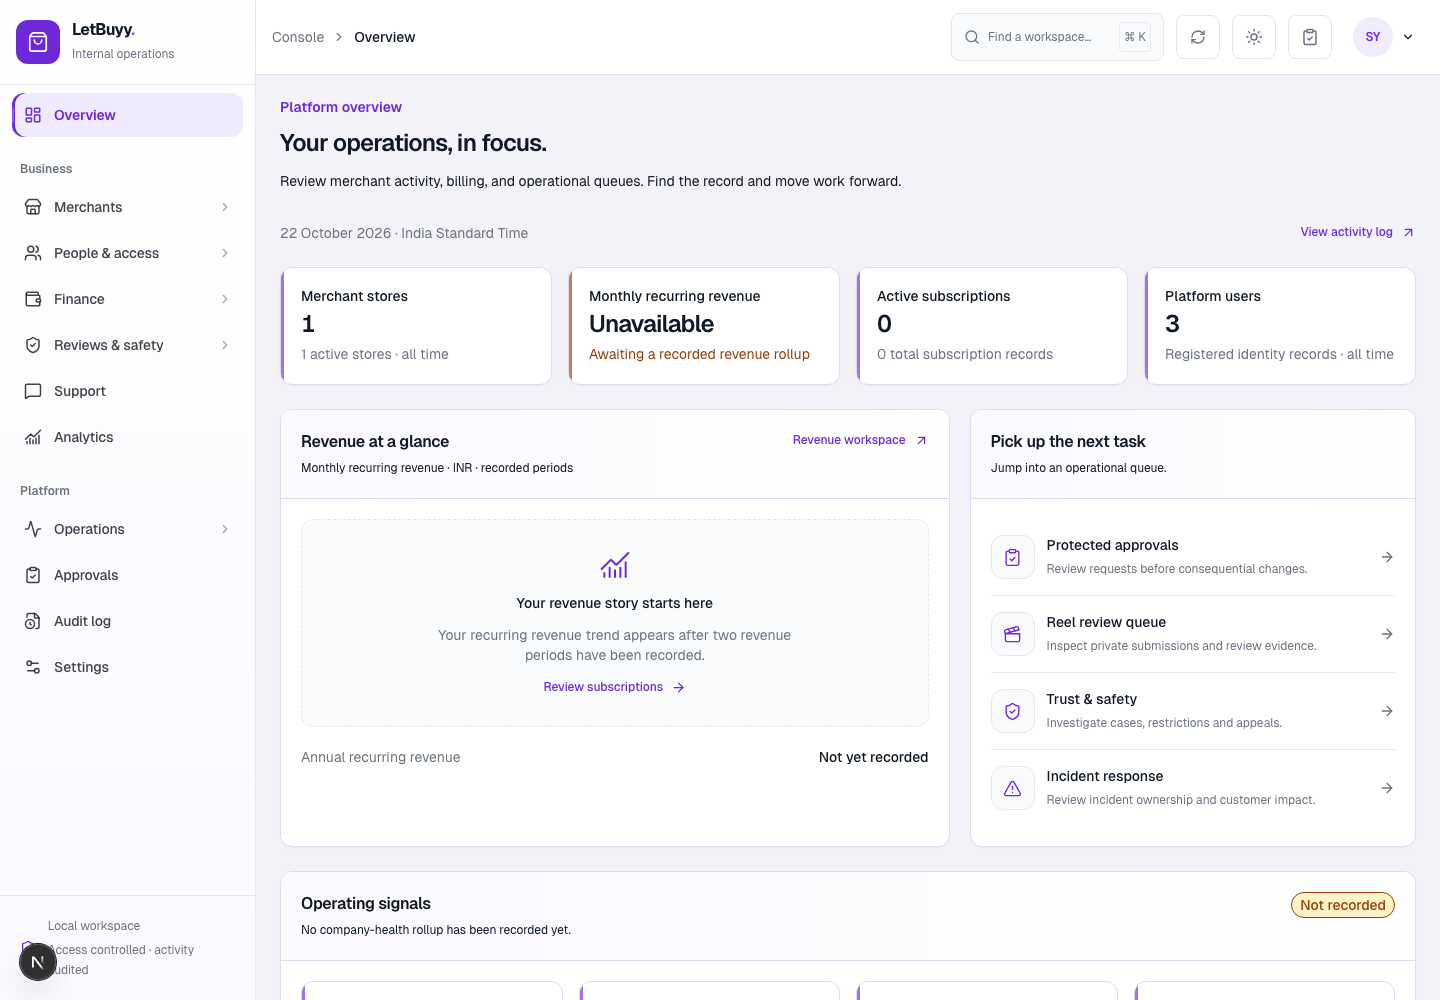 LetBuyy.
Internal operations
Overview
Business
Merchants
People & access
Finance
Reviews & safety
Support
Analytics
Platform
Operations
Approvals
Audit log
Settings
Local workspace
Access controlled · activity
audited
N
Console > Overview
Find a workspace...
⌘ K
SY
Platform overview
Your operations, in focus.
Review merchant activity, billing, and operational queues. Find the record and move work forward.
22 October 2026 · India Standard Time
View activity log
Merchant stores
1
1 active stores · all time
Monthly recurring revenue
Unavailable
Awaiting a recorded revenue rollup
Active subscriptions
0
0 total subscription records
Platform users
3
Registered identity records · all time
Revenue at a glance
Revenue workspace
Monthly recurring revenue · INR · recorded periods
Your revenue story starts here
Your recurring revenue trend appears after two revenue
periods have been recorded.
Review subscriptions
Annual recurring revenue
Not yet recorded
Pick up the next task
Jump into an operational queue.
Protected approvals
Review requests before consequential changes.
Reel review queue
Inspect private submissions and review evidence.
Trust & safety
Investigate cases, restrictions and appeals.
Incident response
Review incident ownership and customer impact.
Operating signals
Not recorded
No company-health rollup has been recorded yet.